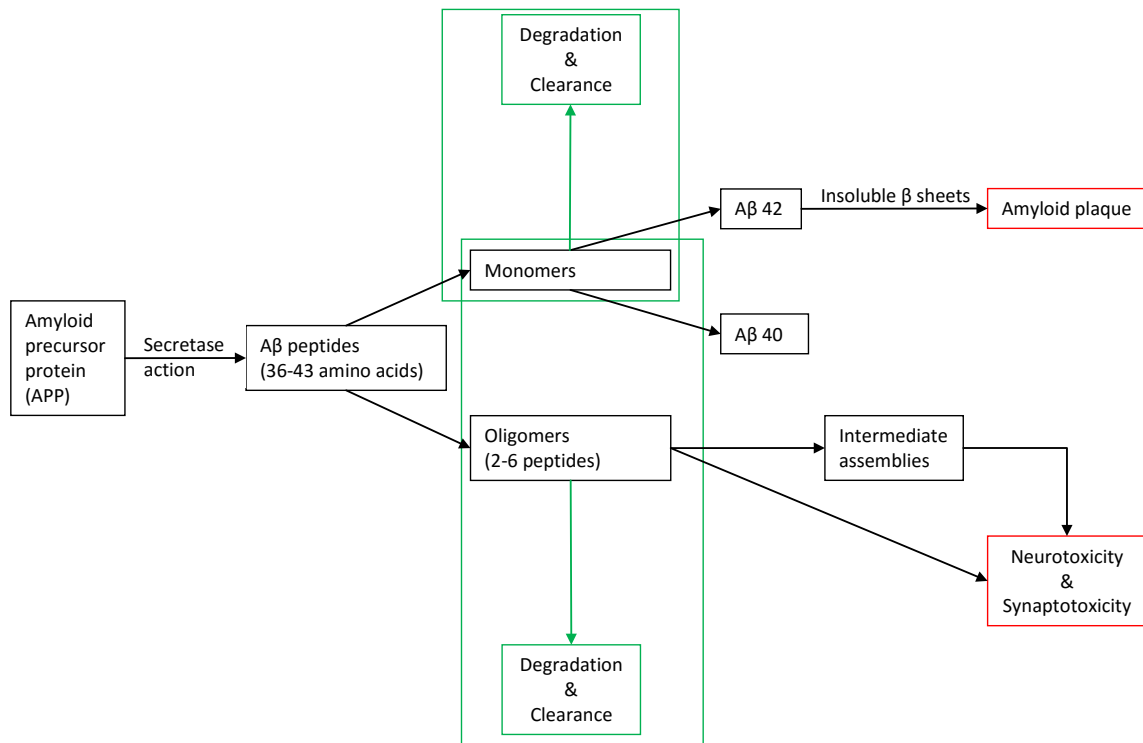 Degradation
&
Clearance
Aβ 42
Insoluble β sheets
Amyloid plaque
Monomers
Aβ 40
Amyloid
precursor
protein
(APP)
Secretase
action
Aβ peptides
(36-43 amino acids)
Oligomers
(2-6 peptides)
Intermediate
assemblies
Neurotoxicity
&
Synaptotoxicity
Degradation
&
Clearance